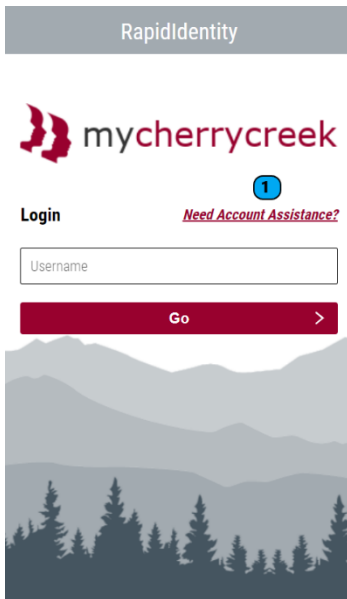 RapidIdentity
mycherrycreek
1
Login
Need Account Assistance?
Username
Go